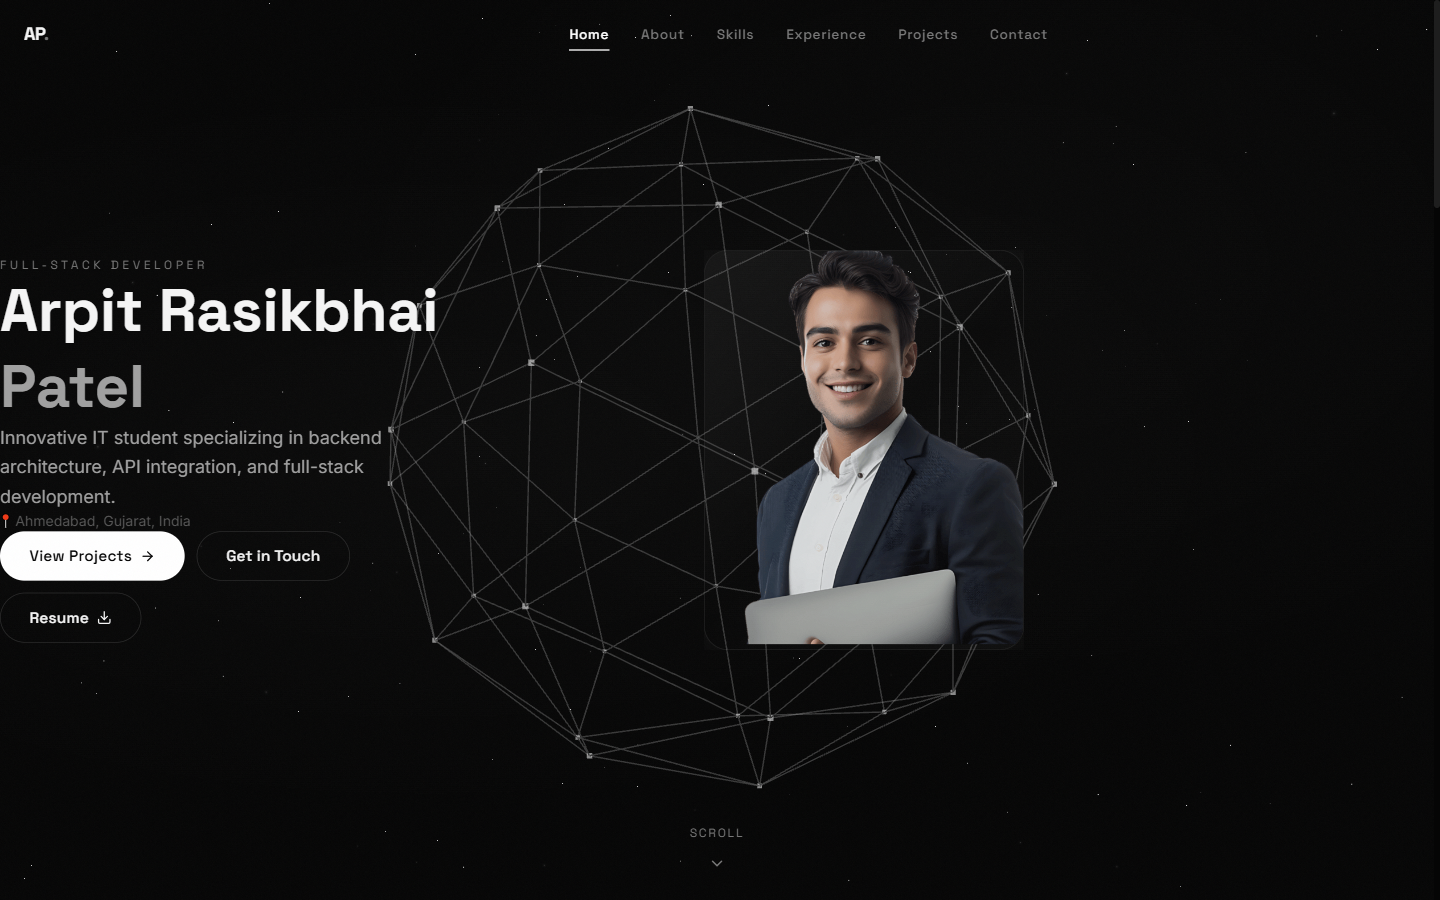 AP.
Home
About
Skills
Experience
Projects
Contact
FULL-STACK DEVELOPER
Arpit Rasikbhai
Patel
Innovative IT student specializing in backend
architecture, API integration, and full-stack
development.
📍 Ahmedabad, Gujarat, India
View Projects →
Get in Touch
Resume
SCROLL